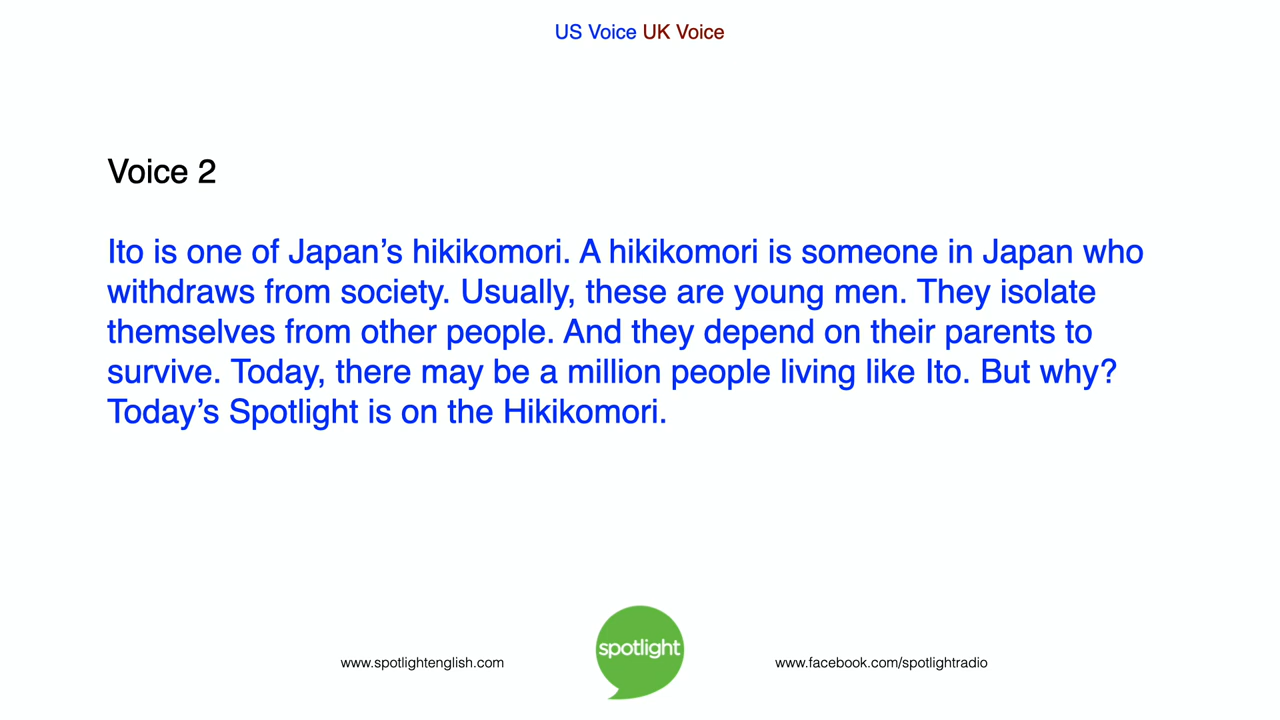 US Voice UK Voice
Voice 2
Ito is one of Japan’s hikikomori. A hikikomori is someone in Japan who
withdraws from society. Usually, these are young men. They isolate
themselves from other people. And they depend on their parents to
survive. Today, there may be a million people living like Ito. But why?
Today’s Spotlight is on the Hikikomori.
www.spotlightenglish.com
spotlight
www.facebook.com/spotlightradio